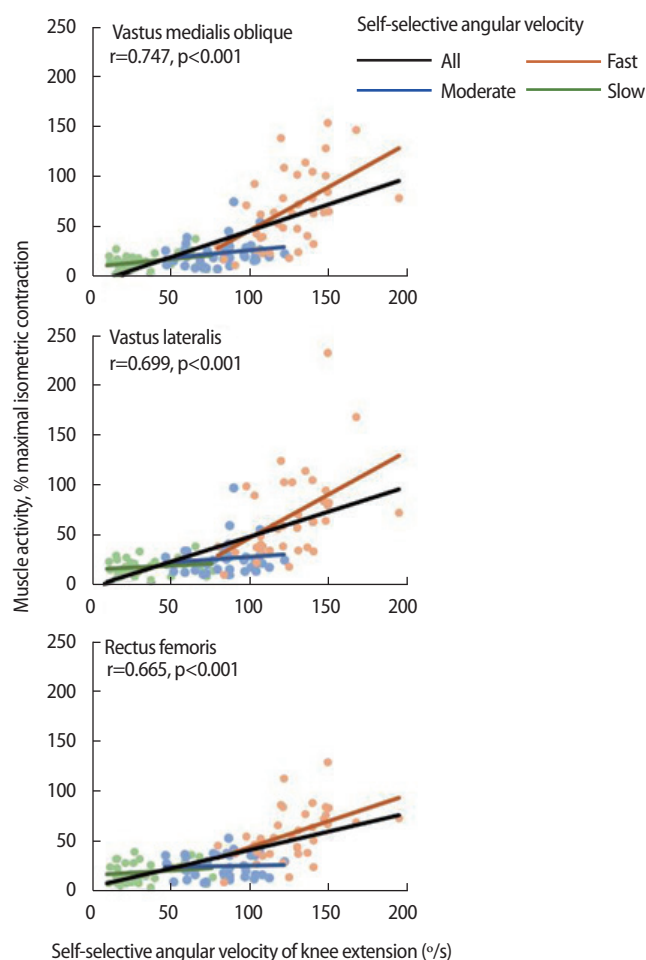 Self-selective angular velocity
All
Fast
Moderate
Slow
Muscle activity, % maximal isometric contraction
Vastus medialis oblique
r=0.747, p<0.001
250
200
150
100
50
0
0 50 100 150 200
Vastus lateralis
r=0.699, p<0.001
250
200
150
100
50
0
0 50 100 150 200
Rectus femoris
r=0.665, p<0.001
250
200
150
100
50
0
0 50 100 150 200
Self-selective angular velocity of knee extension (º/s)